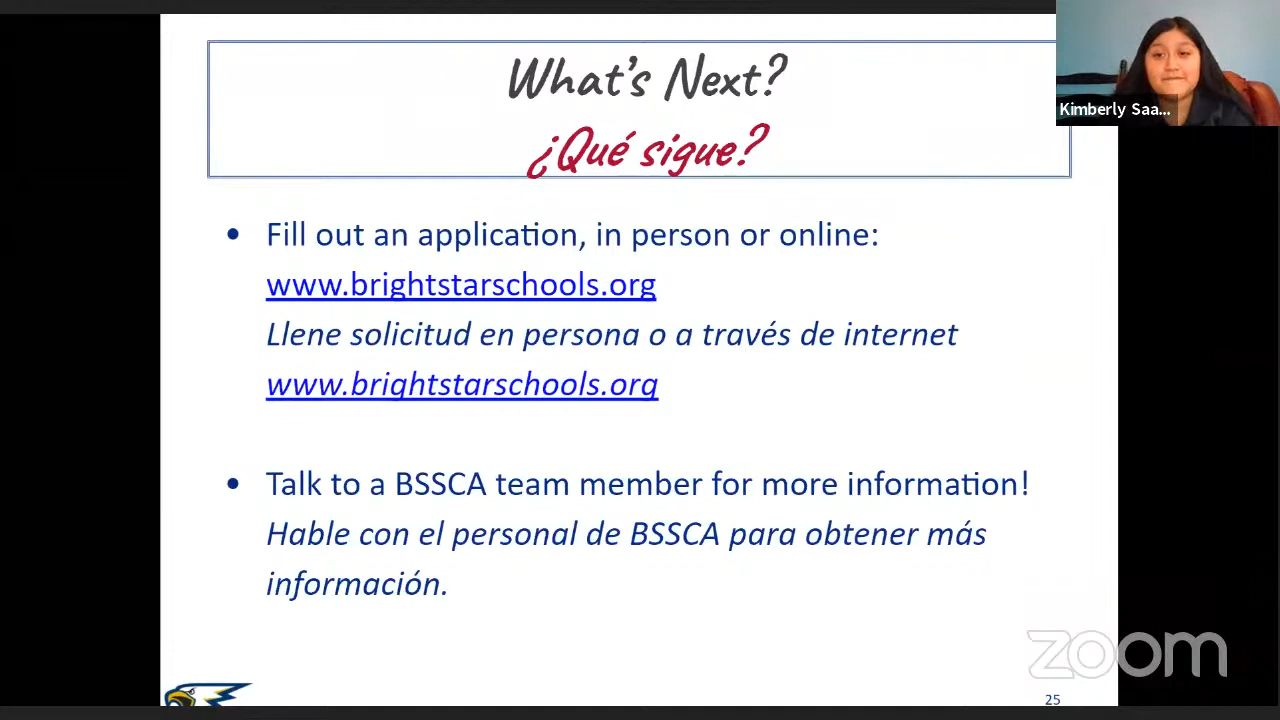 What's Next?
¿Qué sigue?
Kimberly Saa...
• Fill out an application, in person or online:
www.brightstarschools.org
Llene solicitud en persona o a través de internet
www.brightstarschools.org
• Talk to a BSSCA team member for more information!
Hable con el personal de BSSCA para obtener más
información.
zoom
25